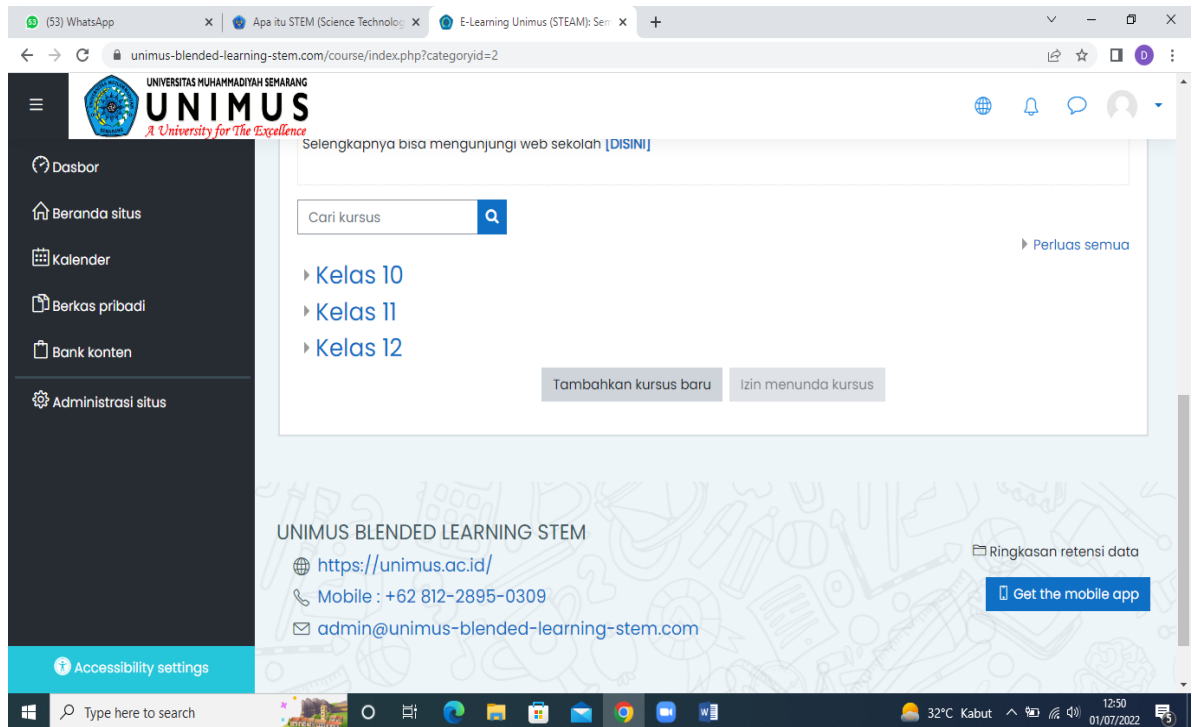 (53) WhatsApp
Apa itu STEM (Science Technolog
E-Learning Unimus (STEAM): Sem
unimus-blended-learning-stem.com/course/index.php?categoryid=2
D
UNIVERSITAS MUHAMMADIYAH SEMARANG
UNIMUS
A University for The Excellence
Selengkapnya bisa mengunjungi web sekolah [DISINI]
Dasbor
Beranda situs
Kalender
Berkas pribadi
Bank konten
Administrasi situs
Accessibility settings
Cari kursus
Perluas semua
Kelas 10
Kelas 11
Kelas 12
Tambahkan kursus baru
Izin menunda kursus
UNIMUS BLENDED LEARNING STEM
https://unimus.ac.id/
Mobile : +62 812-2895-0309
admin@unimus-blended-learning-stem.com
Ringkasan retensi data
Get the mobile app
Type here to search
32°C Kabut
12:50
01/07/2022
5